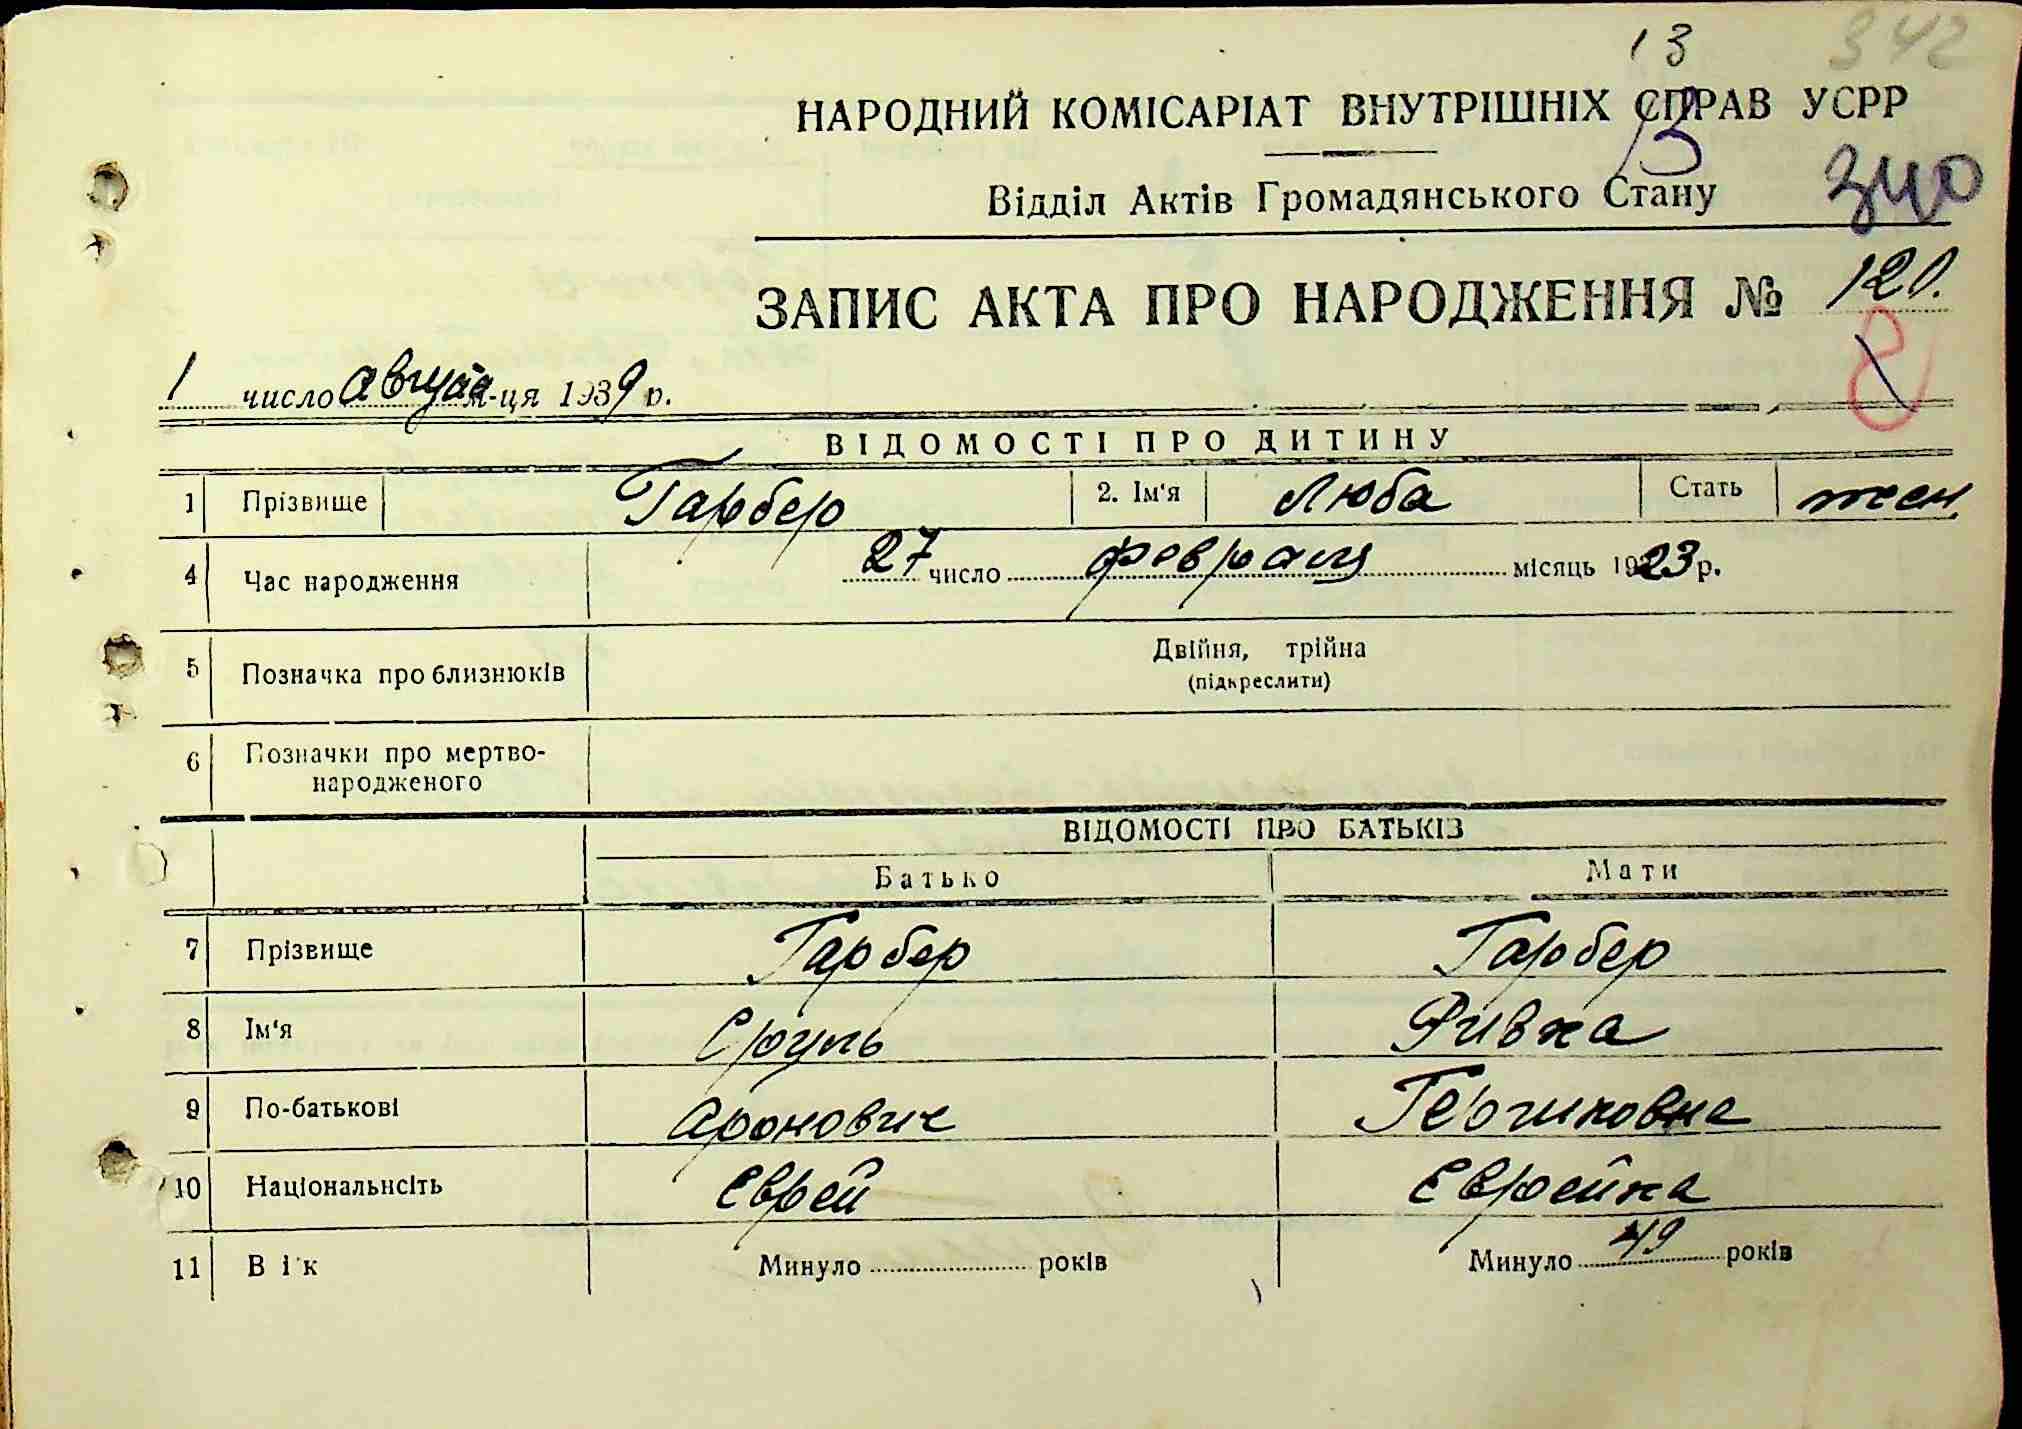 13
342
НАРОДНИЙ КОМІСАРІАТ ВНУТРІШНІХ СПРАВ УСРР
13
Відділ Актів Громадянського Стану
340
ЗАПИС АКТА ПРО НАРОДЖЕННЯ № 120.
1 число августа м-ця 1939 р.
ВІДОМОСТІ ПРО ДИТИНУ
1 Прізвище Гарбер 2. Ім'я Люба Стать жен.
4 Час народження 27 число февраля місяць 1923 р.
5 Позначка про близнюків Двійня, трійна
(підкреслити)
6 Позначки про мертво-
народженого
ВІДОМОСТІ ПРО БАТЬКІВ
Батько Мати
7 Прізвище Гарбер Гарбер
8 Ім'я Сруль Ривка
9 По-батькові Аронович Гершковна
10 Національнсіть Еврей Еврейка
11 Вік Минуло років Минуло 49 років